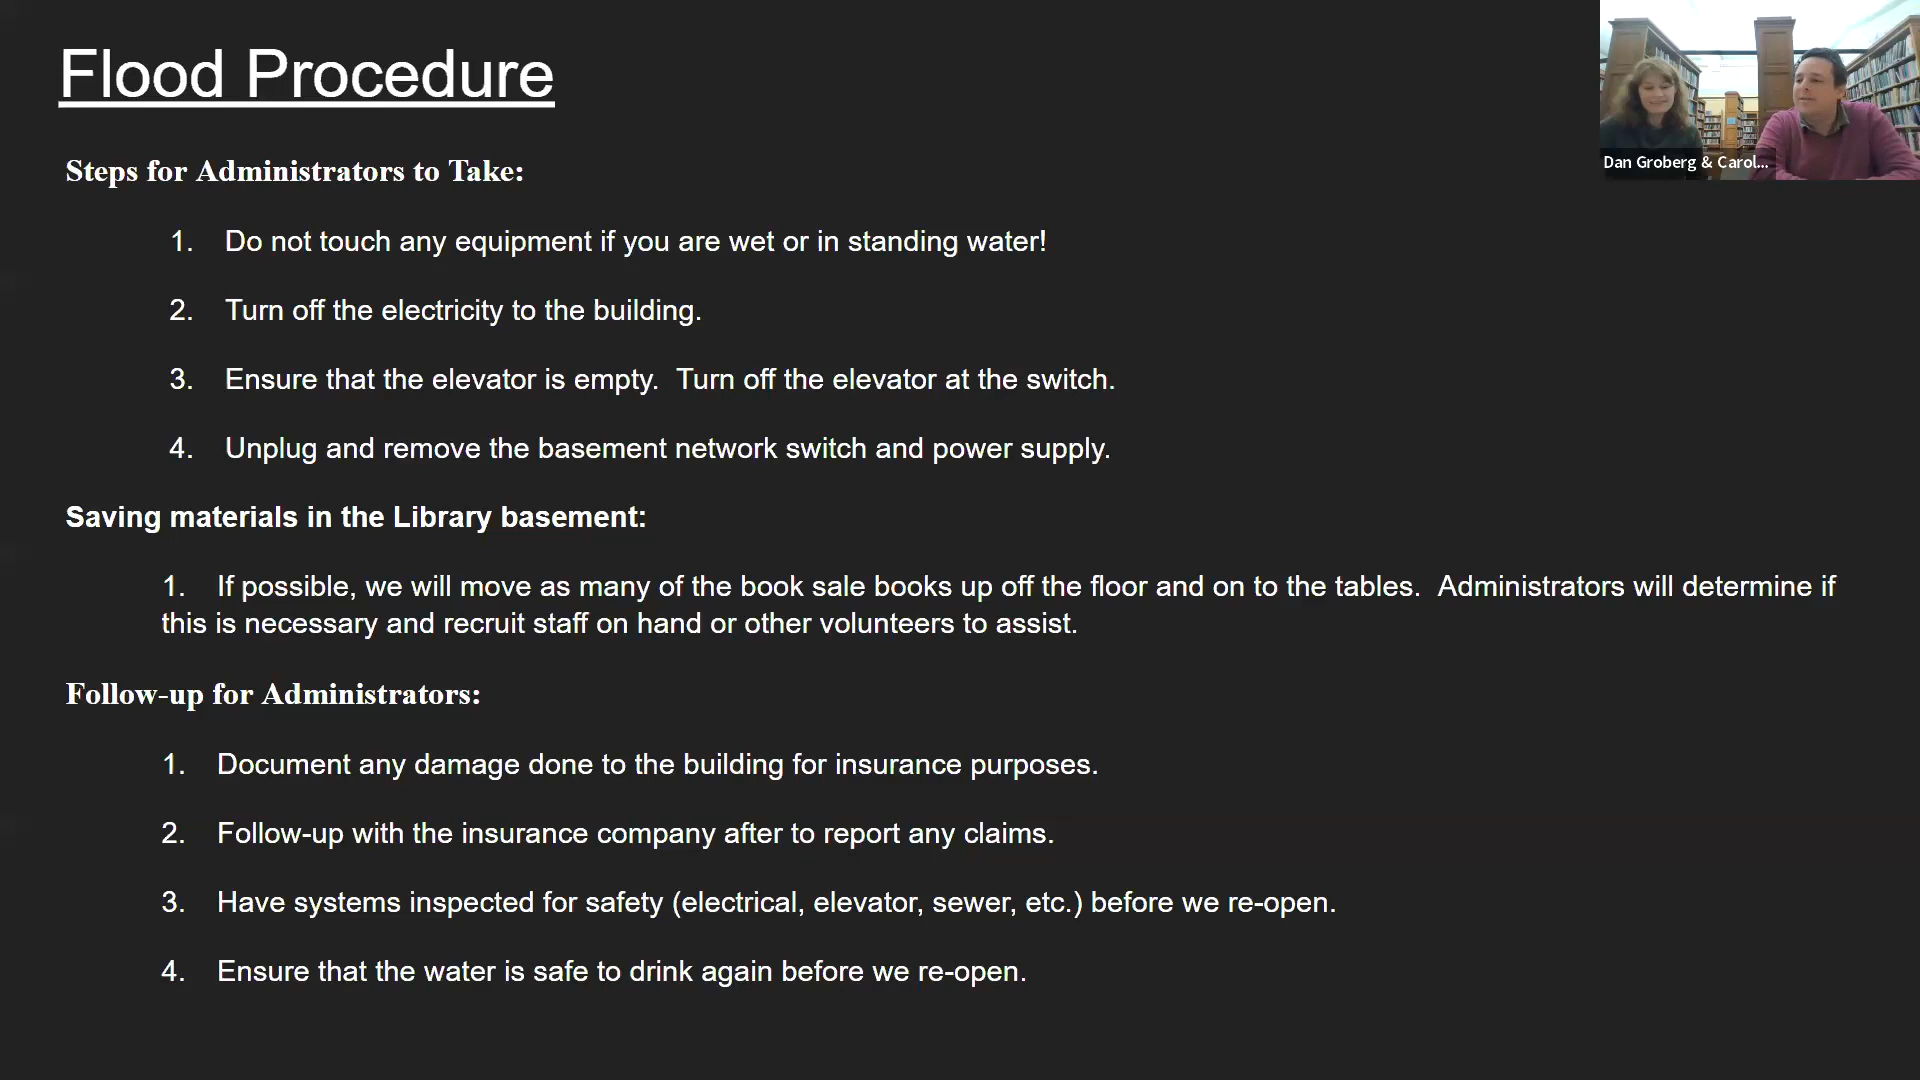 Flood Procedure
Dan Groberg & Carol...
Steps for Administrators to Take:
1. Do not touch any equipment if you are wet or in standing water!
2. Turn off the electricity to the building.
3. Ensure that the elevator is empty.  Turn off the elevator at the switch.
4. Unplug and remove the basement network switch and power supply.
Saving materials in the Library basement:
1. If possible, we will move as many of the book sale books up off the floor and on to the tables.  Administrators will determine if
this is necessary and recruit staff on hand or other volunteers to assist.
Follow-up for Administrators:
1. Document any damage done to the building for insurance purposes.
2. Follow-up with the insurance company after to report any claims.
3. Have systems inspected for safety (electrical, elevator, sewer, etc.) before we re-open.
4. Ensure that the water is safe to drink again before we re-open.